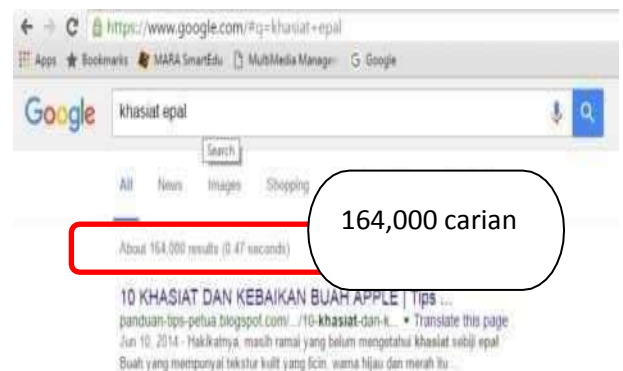 https://www.google.com/#q=khasiat+epal
Apps Bookmarks MARA SmartEdu MultiMedia Manager G Google
Google khasiat epal
Search
All News Images Shopping
164,000 carian
About 164,000 results (0.47 seconds)
10 KHASIAT DAN KEBAIKAN BUAH APPLE | Tips ...
panduan-tips-petua.blogspot.com/.../10-khasiat-dan-k... Translate this page
Jun 10, 2014 - Hakikatnya, masih ramai yang belum mengetahui khasiat sebiji epal
Buah yang mempunyai tekstur kulit yang licin, warna hijau dan merah itu ...